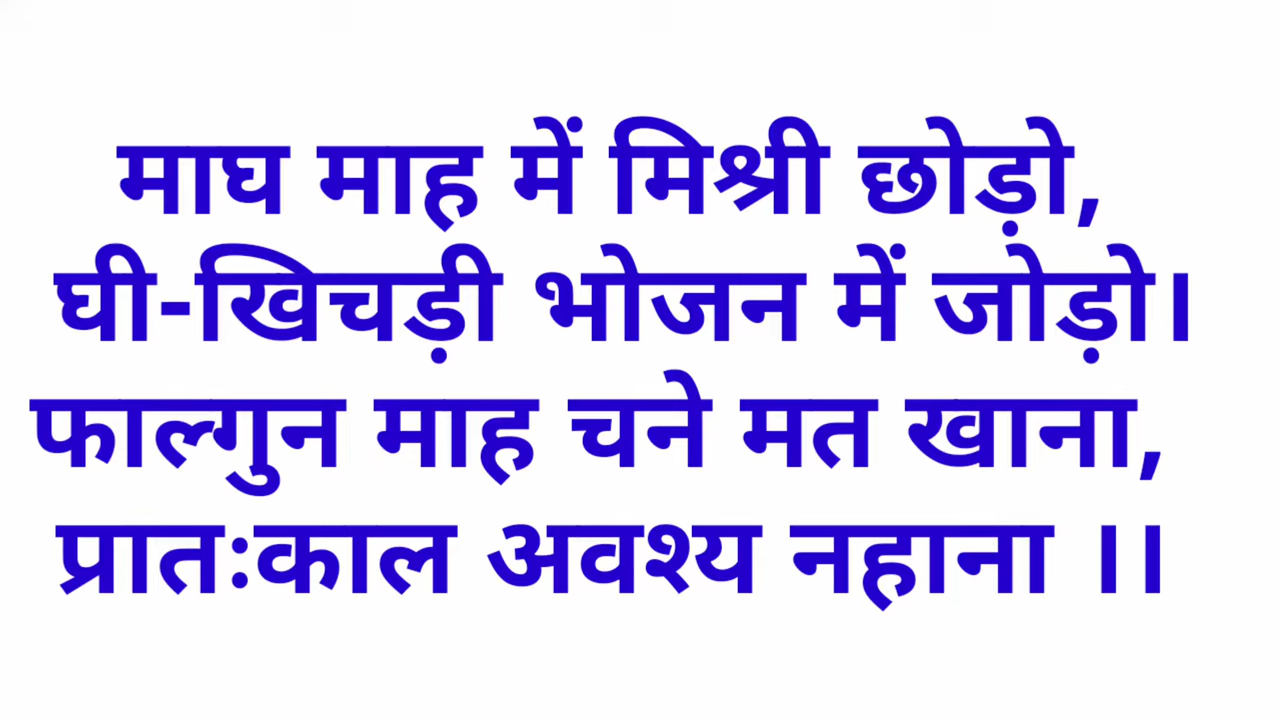 माघ माह में मिश्री छोड़ो,
घी-खिचड़ी भोजन में जोड़ो।
फाल्गुन माह चने मत खाना,
प्रातःकाल अवश्य नहाना ।।